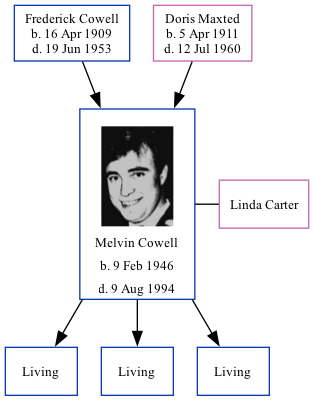 Frederick Cowell
b. 16 Apr 1909
d. 19 Jun 1953
Doris Maxted
b. 5 Apr 1911
d. 12 Jul 1960
Melvin Cowell
b. 9 Feb 1946
d. 9 Aug 1994
Linda Carter
Living
Living
Living